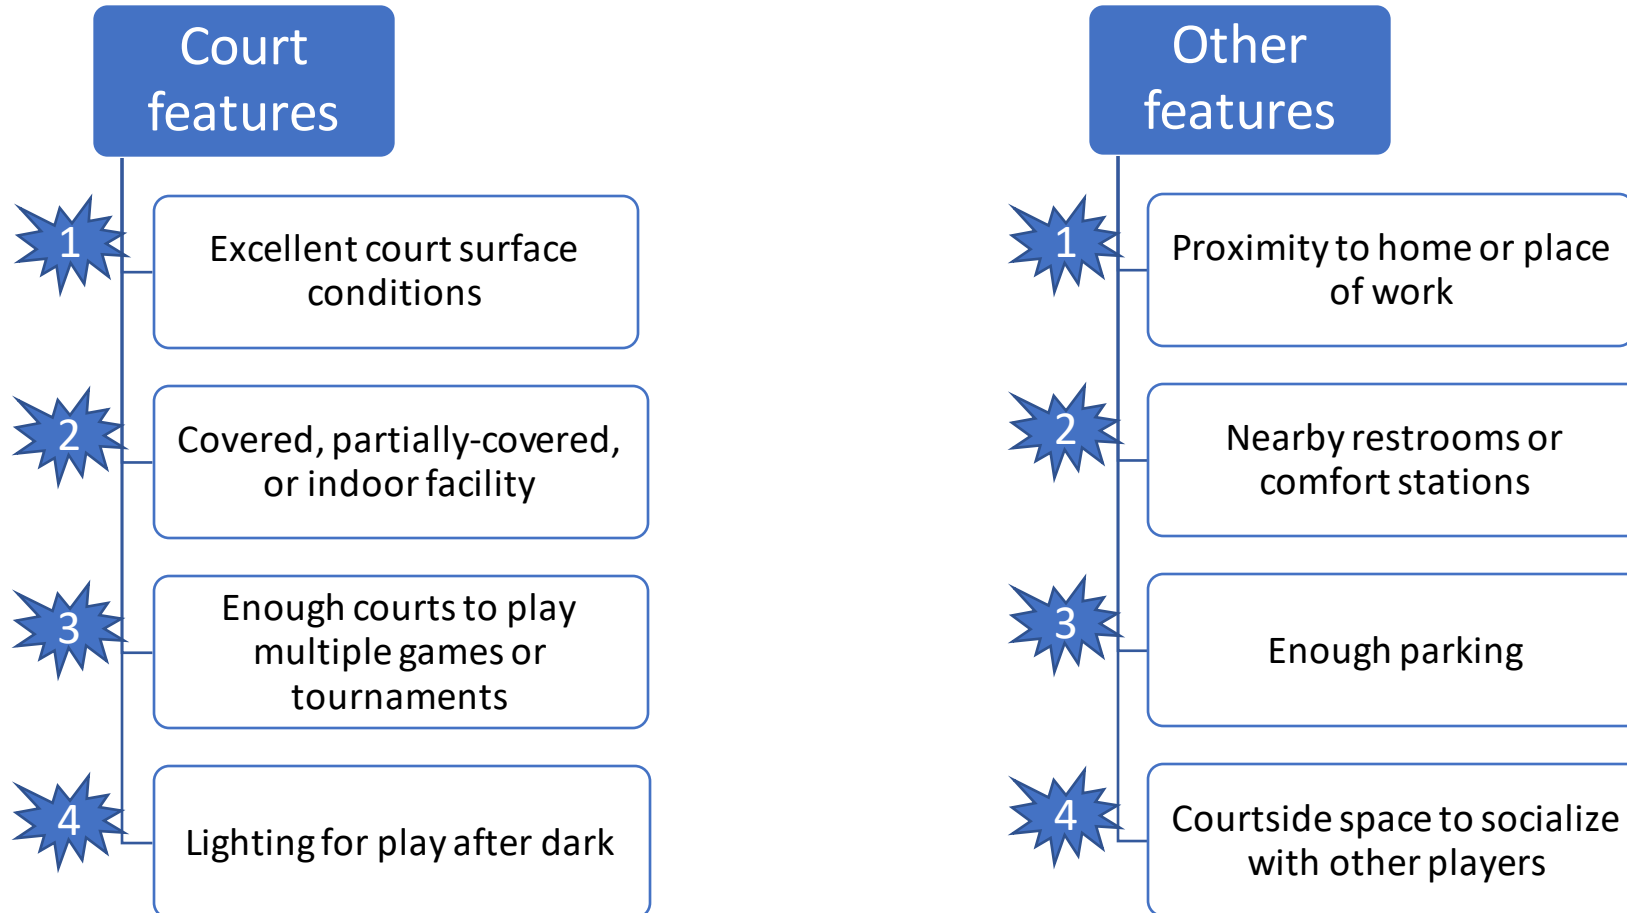 Court
features
1
Excellent court surface
conditions
2
Covered, partially-covered,
or indoor facility
3
Enough courts to play
multiple games or
tournaments
4
Lighting for play after dark
Other
features
1
Proximity to home or place
of work
2
Nearby restrooms or
comfort stations
3
Enough parking
4
Courtside space to socialize
with other players